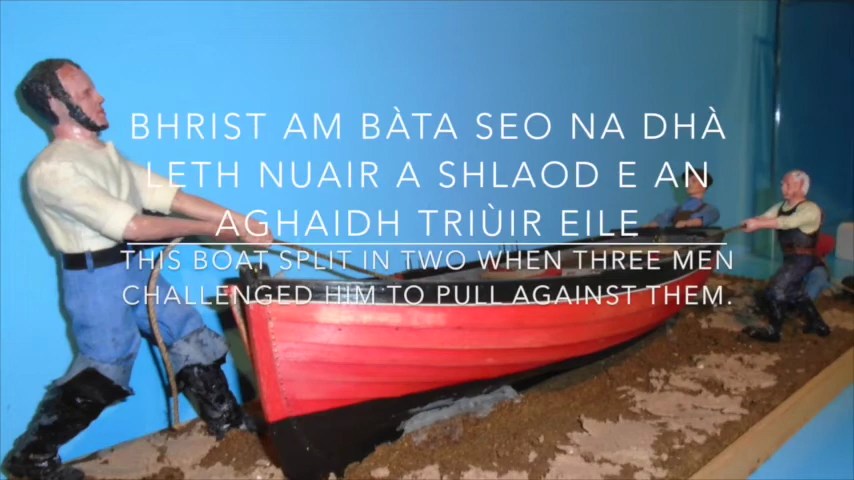 BHRIST AM BÀTA SEO NA DHÀ
LETH NUAIR A SHLAOD E AN
AGHAIDH TRIÙIR EILE
THIS BOAT SPLIT IN TWO WHEN THREE MEN
CHALLENGED HIM TO PULL AGAINST THEM.